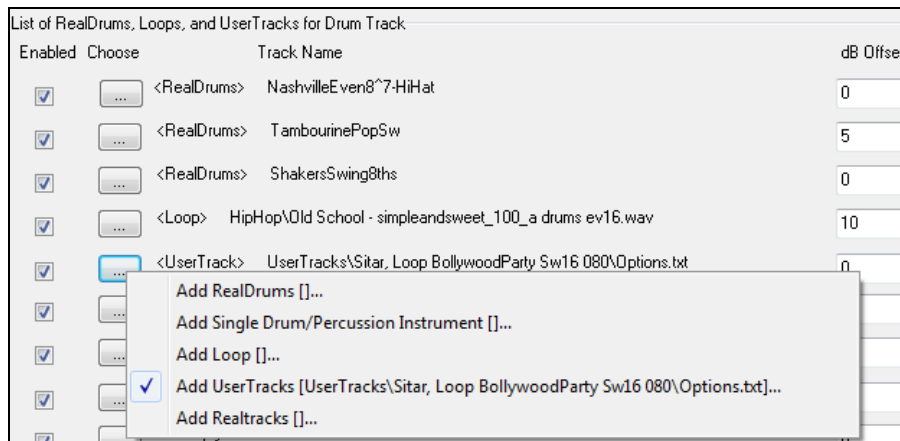 List of RealDrums, Loops, and UserTracks for Drum Track
Enabled Choose Track Name dB Offse
... <RealDrums> NashvilleEven8^7-HiHat 0
... <RealDrums> TambourinePopSw 5
... <RealDrums> ShakersSwing8ths 0
... <Loop> HipHop\Old School - simpleandsweet_100_a drums ev16.wav 10
... <UserTrack> UserTracks\Sitar, Loop BollywoodParty Sw16 080\Options.txt 0
Add RealDrums []...
Add Single Drum/Percussion Instrument []...
Add Loop []...
Add UserTracks [UserTracks\Sitar, Loop BollywoodParty Sw16 080\Options.txt]...
Add Realtracks []...